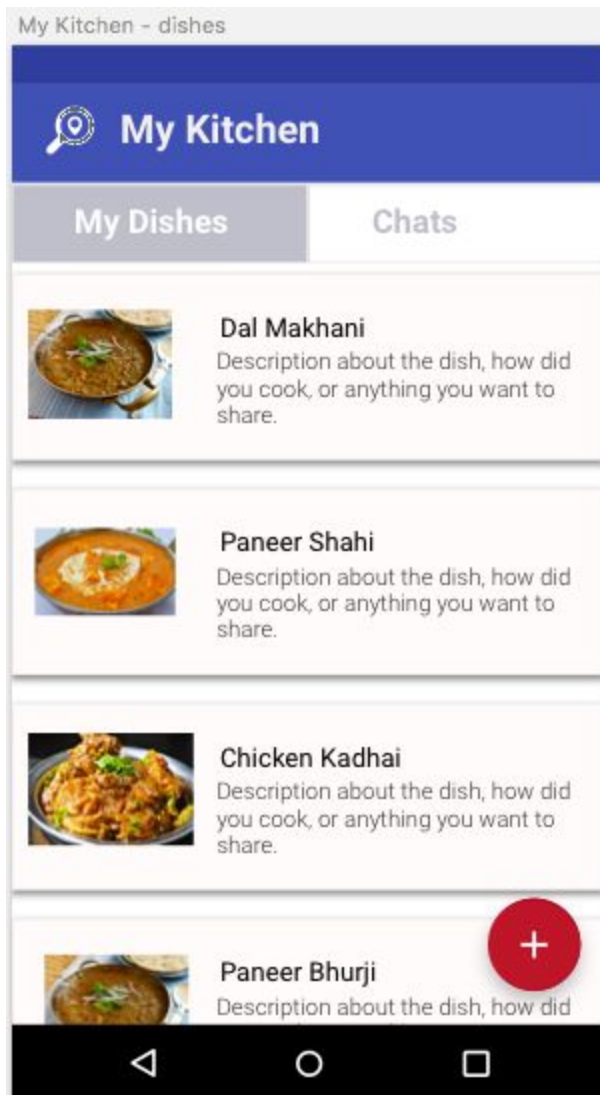 My Kitchen - dishes
My Kitchen
My Dishes
Chats
Dal Makhani
Description about the dish, how did
you cook, or anything you want to
share.
Paneer Shahi
Description about the dish, how did
you cook, or anything you want to
share.
Chicken Kadhai
Description about the dish, how did
you cook, or anything you want to
share.
Paneer Bhurji
Description about the dish, how did